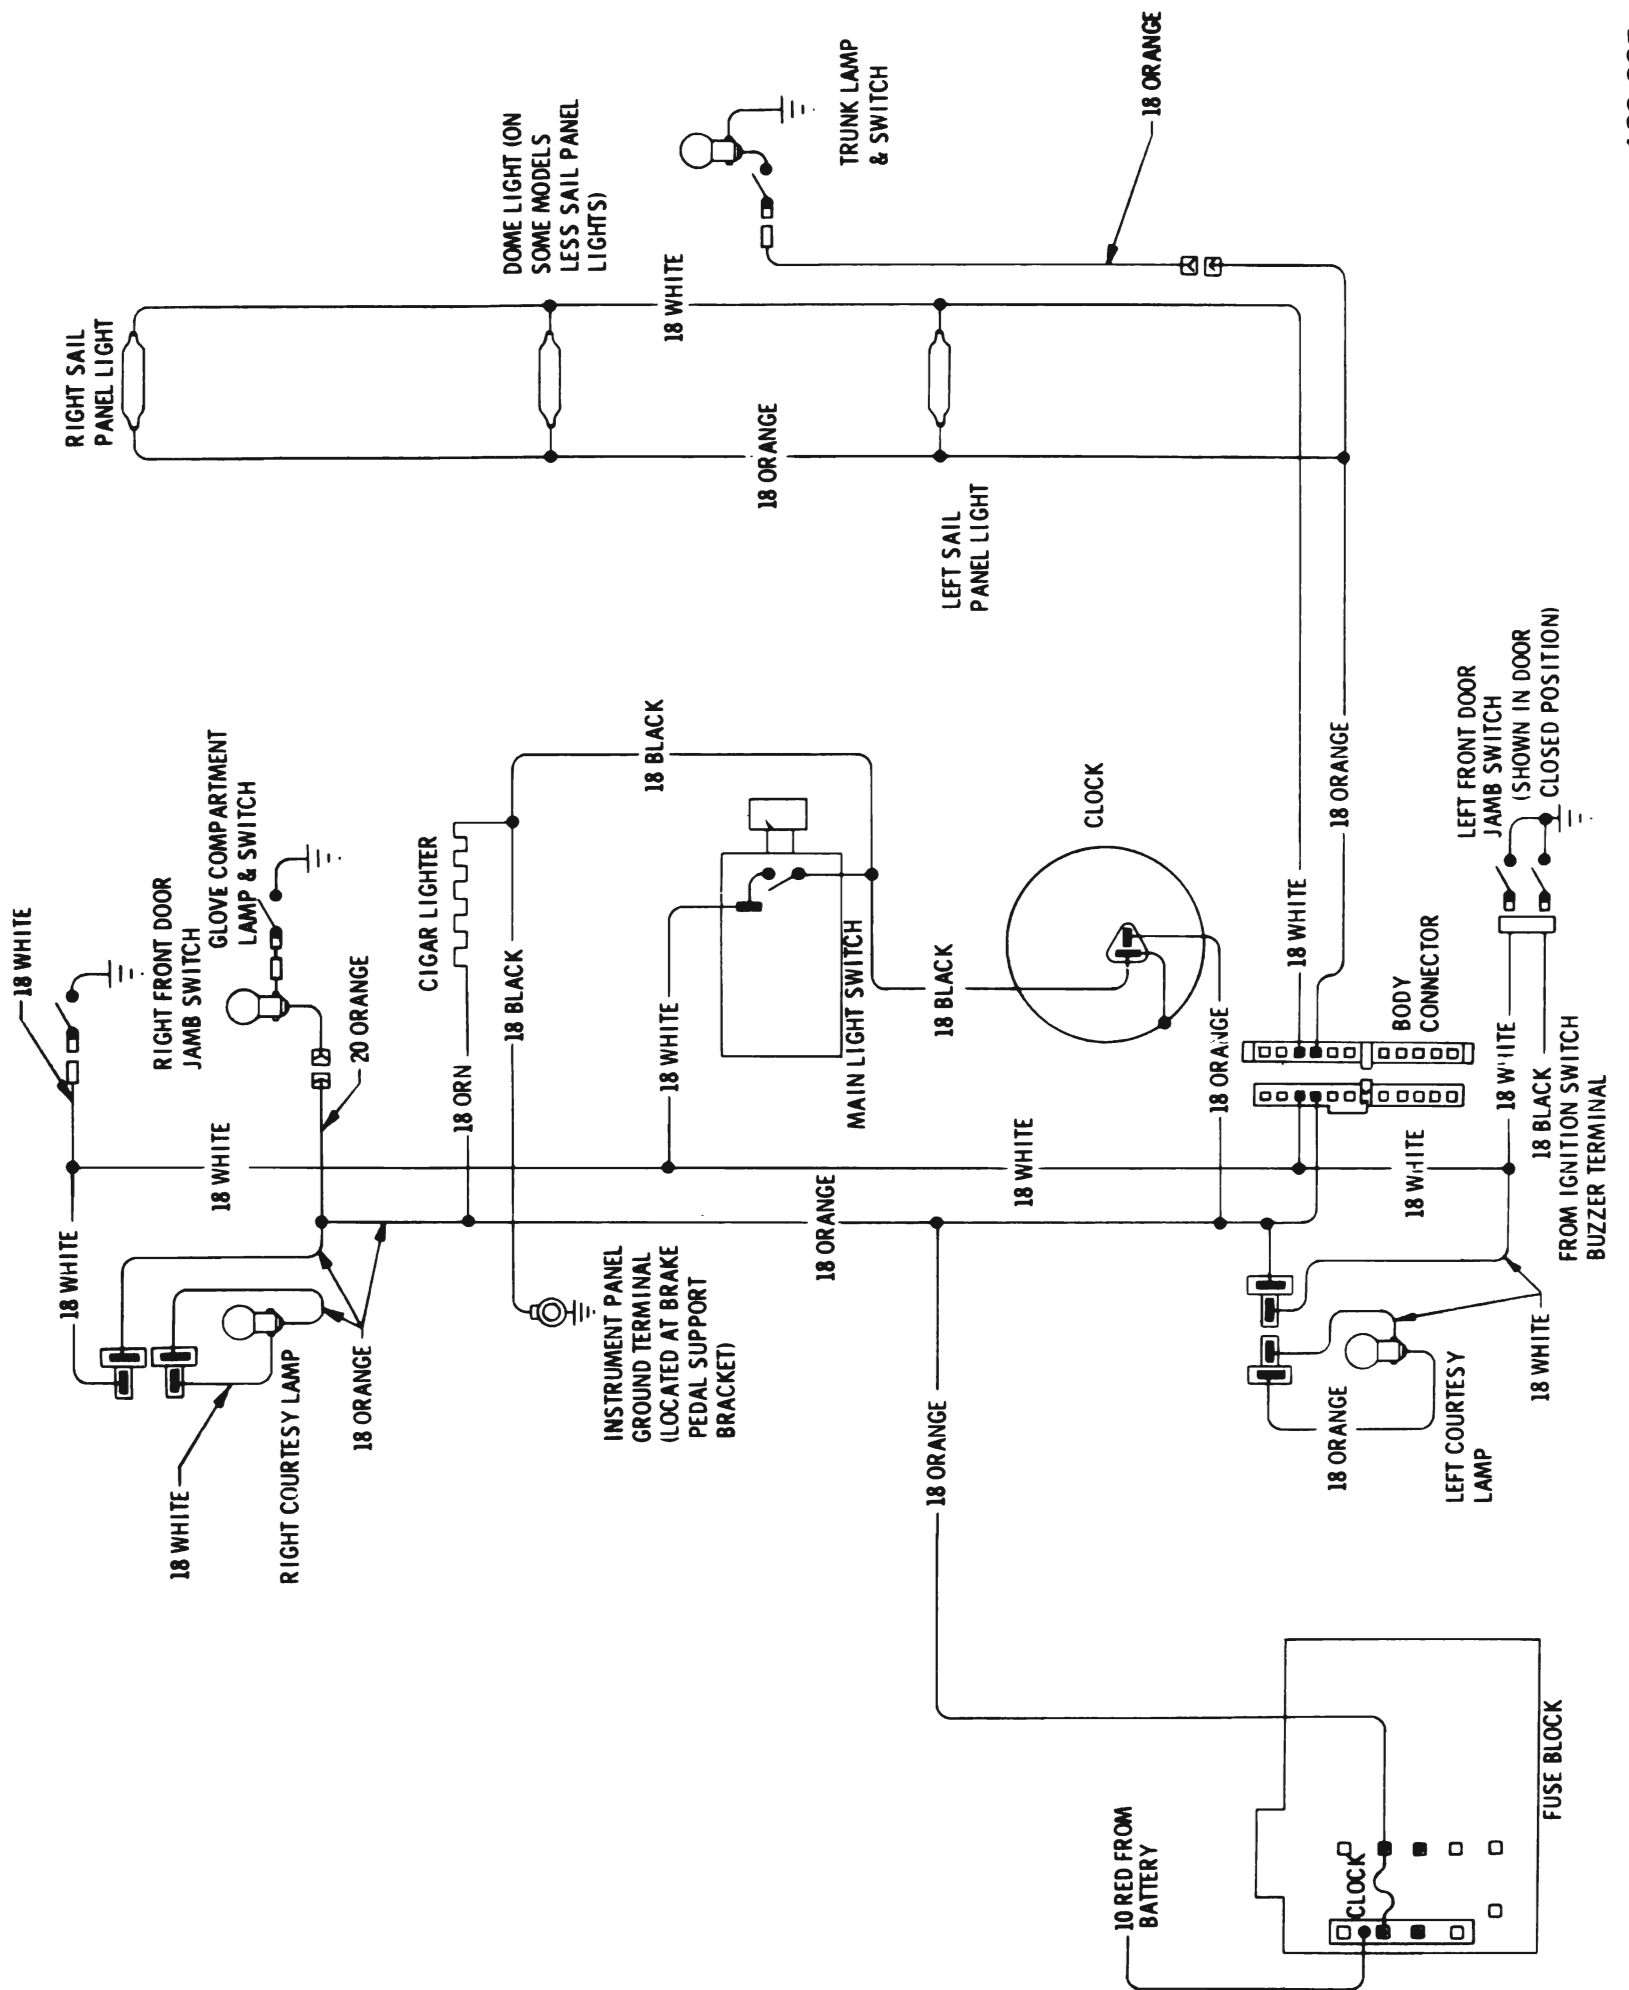 RIGHT SAIL
PANEL LIGHT
DOME LIGHT (ON
SOME MODELS
LESS SAIL PANEL
LIGHTS)
TRUNK LAMP
& SWITCH
18 ORANGE
18 WHITE
18 ORANGE
LEFT SAIL
PANEL LIGHT
18 WHITE
RIGHT FRONT DOOR
JAMB SWITCH
GLOVE COMPARTMENT
LAMP & SWITCH
20 ORANGE
CIGAR LIGHTER
18 ORN
18 BLACK
18 BLACK
18 WHITE
MAIN LIGHT SWITCH
18 BLACK
CLOCK
18 ORANGE
18 WHITE
18 ORANGE
BODY
CONNECTOR
LEFT FRONT DOOR
JAMB SWITCH
(SHOWN IN DOOR
CLOSED POSITION)
18 WHITE
18 BLACK
FROM IGNITION SWITCH
BUZZER TERMINAL
18 WHITE
18 WHITE
18 WHITE
18 WHITE
18 ORANGE
18 WHITE
RIGHT COURTESY LAMP
18 ORANGE
INSTRUMENT PANEL
GROUND TERMINAL
(LOCATED AT BRAKE
PEDAL SUPPORT
BRACKET)
18 ORANGE
18 ORANGE
LEFT COURTESY
LAMP
18 WHITE
10 RED FROM
BATTERY
CLOCK
FUSE BLOCK